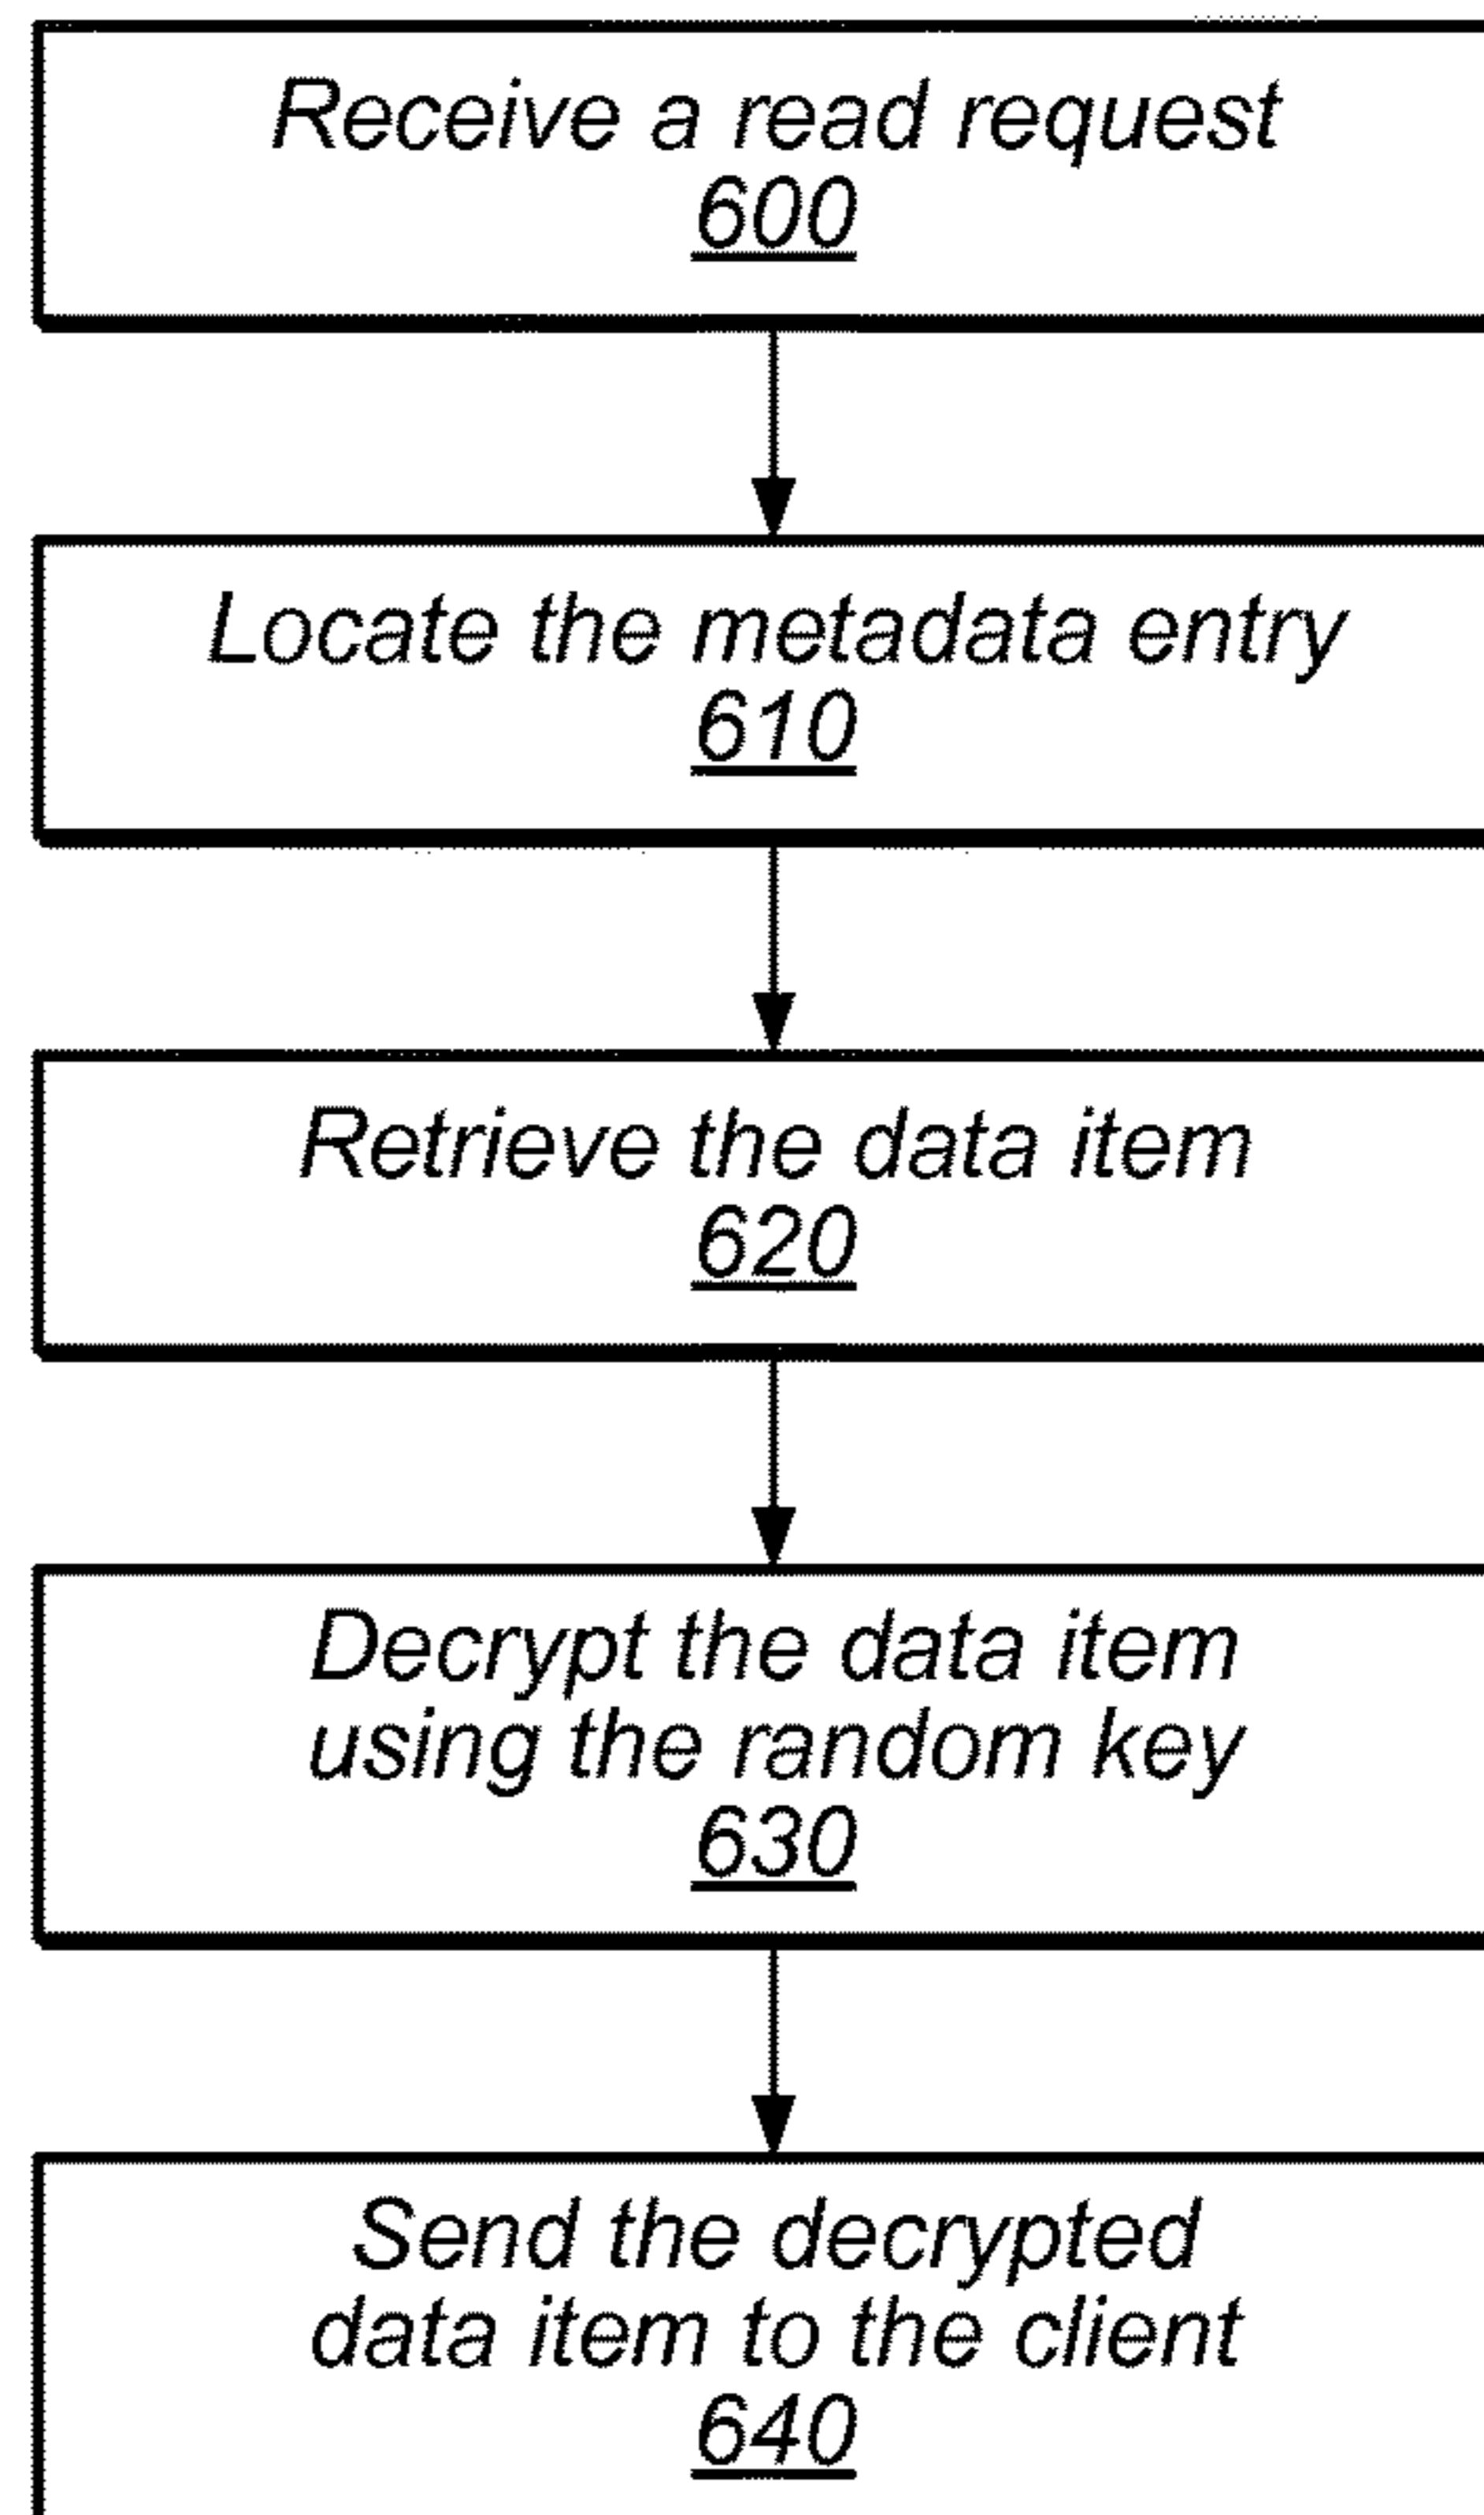 Receive a read request
600
Locate the metadata entry
610
Retrieve the data item
620
Decrypt the data item
using the random key
630
Send the decrypted
data item to the client
640